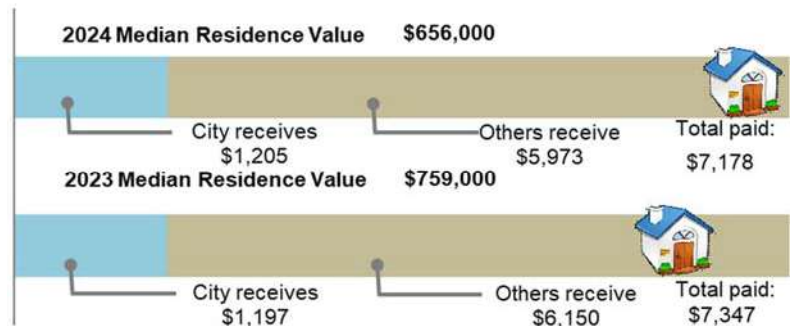 2024 Median Residence Value $656,000
City receives
$1,205
Others receive
$5,973
Total paid:
$7,178
2023 Median Residence Value $759,000
City receives
$1,197
Others receive
$6,150
Total paid:
$7,347